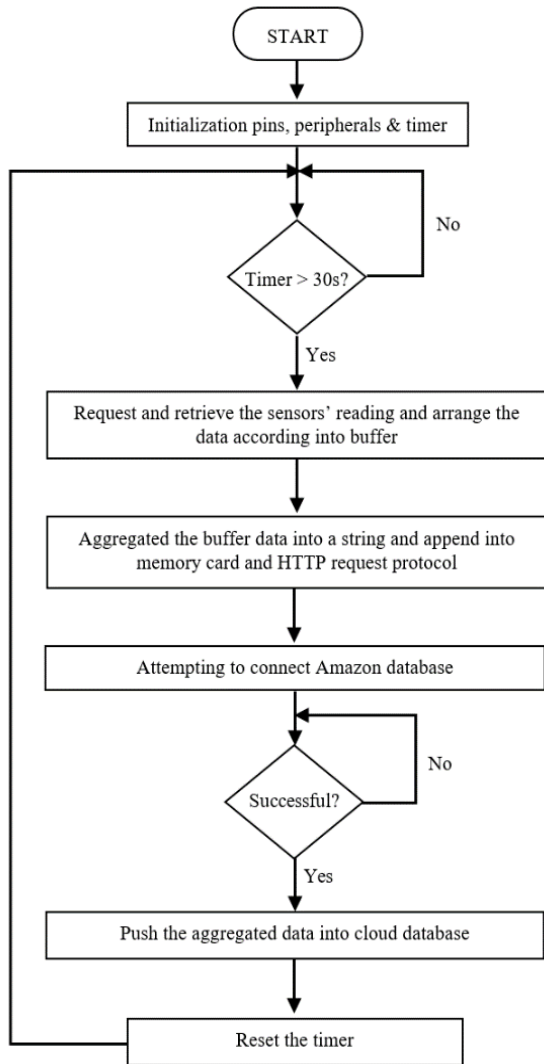 START
Initialization pins, peripherals & timer
No
Timer > 30s?
Yes
Request and retrieve the sensors’ reading and arrange the
data according into buffer
Aggregated the buffer data into a string and append into
memory card and HTTP request protocol
Attempting to connect Amazon database
No
Successful?
Yes
Push the aggregated data into cloud database
Reset the timer